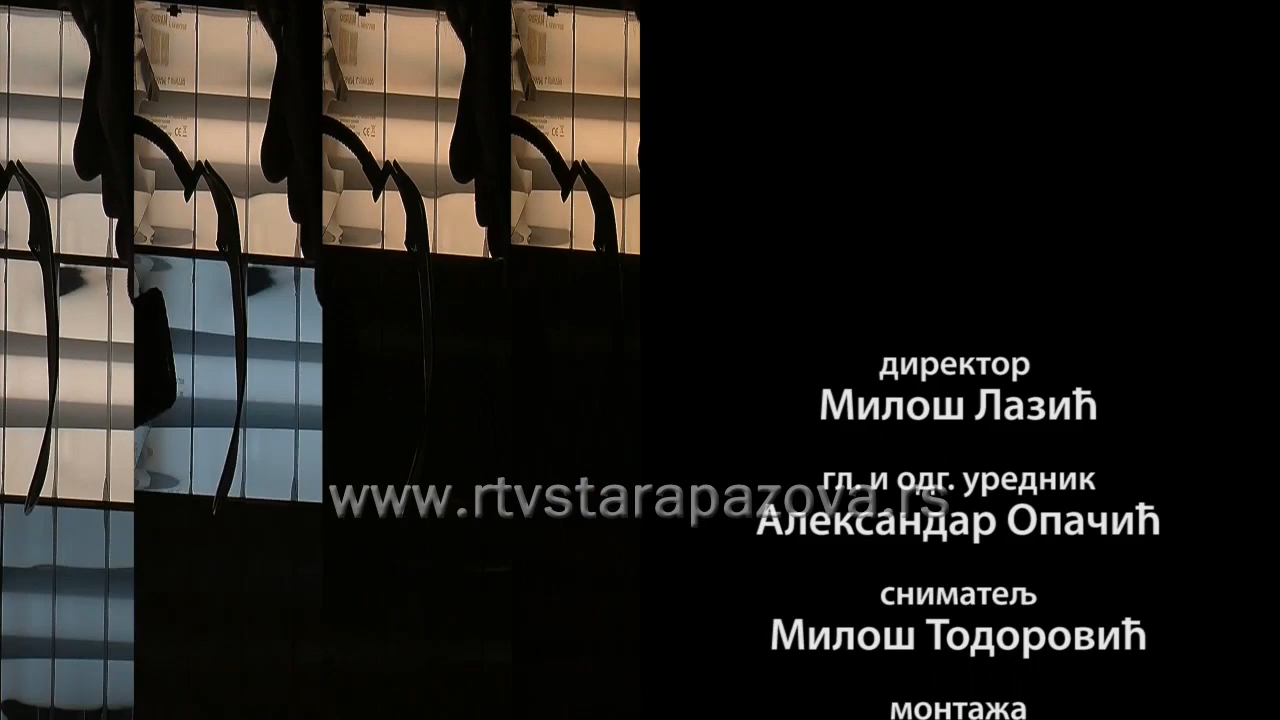 директор
Милош Лазић
гл. и одг. уредник
www.rtvstarapazova.rs
Александар Опачић
сниматељ
Милош Тодоровић
монтажа